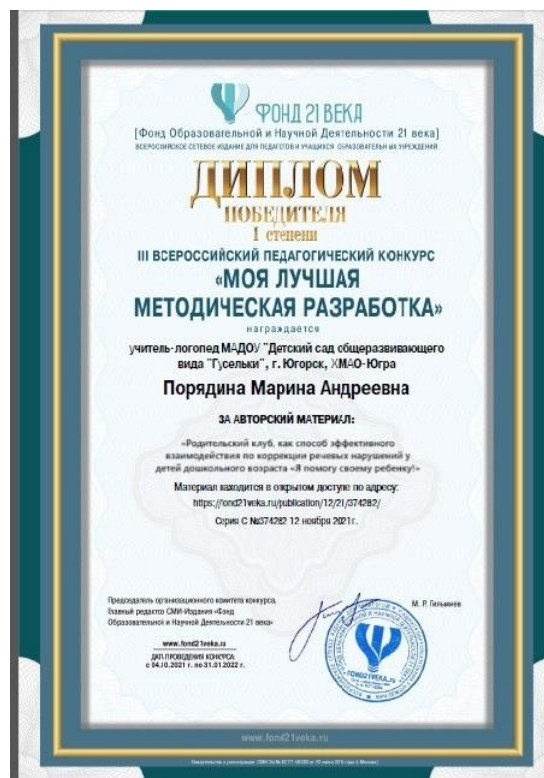 ФОНД 21 ВЕКА
[Фонд Образовательной и Научной Деятельности 21 века]
ВСЕРОССИЙСКОЕ СЕТЕВОЕ ИЗДАНИЕ ДЛЯ ПЕДАГОГОВ И УЧАЩИХСЯ ОБРАЗОВАТЕЛЬНЫХ УЧРЕЖДЕНИЙ
ДИПЛОМ
ПОБЕДИТЕЛЯ
I степени
III ВСЕРОССИЙСКИЙ ПЕДАГОГИЧЕСКИЙ КОНКУРС
«МОЯ ЛУЧШАЯ
МЕТОДИЧЕСКАЯ РАЗРАБОТКА»
награждается
учитель-логопед МАДОУ "Детский сад общеразвивающего
вида "Гусельки", г. Югорск, ХМАО-Югра
Порядина Марина Андреевна
ЗА АВТОРСКИЙ МАТЕРИАЛ:
«Родительский клуб, как способ эффективного
взаимодействия по коррекции речевых нарушений у
детей дошкольного возраста «Я помогу своему ребенку!»
Материал находится в открытом доступе по адресу:
https://fond21veka.ru/publication/12/21/374282/
Серия С №374282 12 ноября 2021г.
Председатель организационного комитета конкурса,
Главный редактор СМИ-Издания «Фонд
Образовательной и Научной Деятельности 21 века»
М. Р. Гильмиев
www.fond21veka.ru
ДАТА ПРОВЕДЕНИЯ КОНКУРСА:
с 04.10.2021 г. по 31.01.2022 г.
FOND21VEKA.ru
www.fond21veka.ru